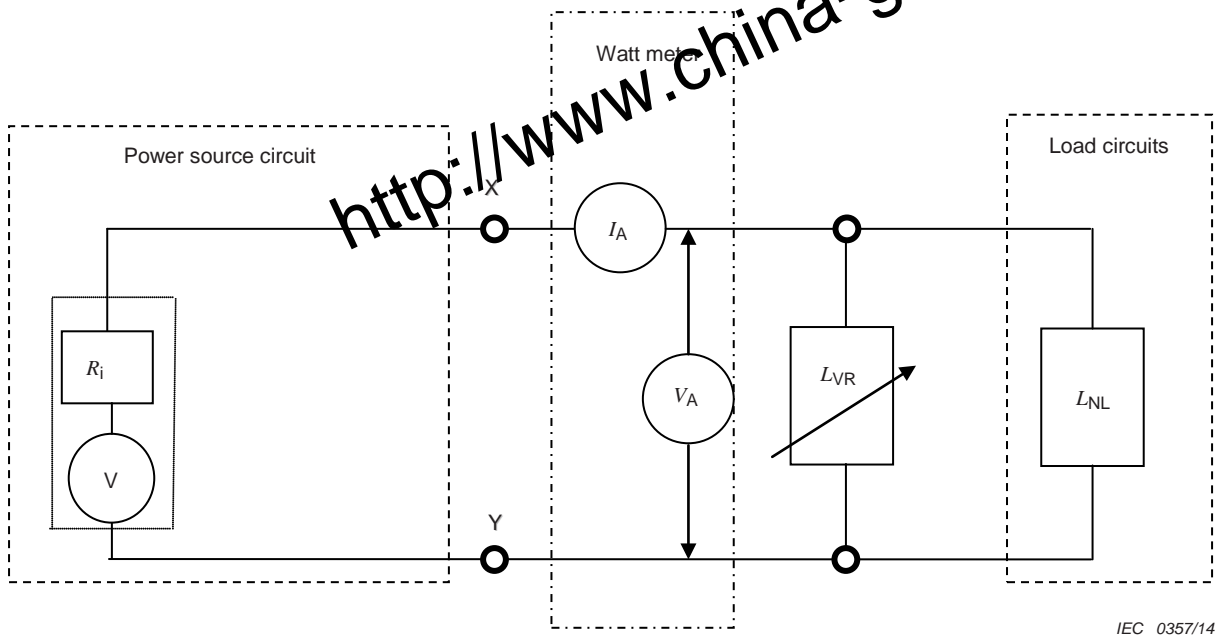 http://www.china-g
Watt meter
Power source circuit
Load circuits
X
I_A
R_i
V_A
L_VR
L_NL
V
Y
IEC 0357/14